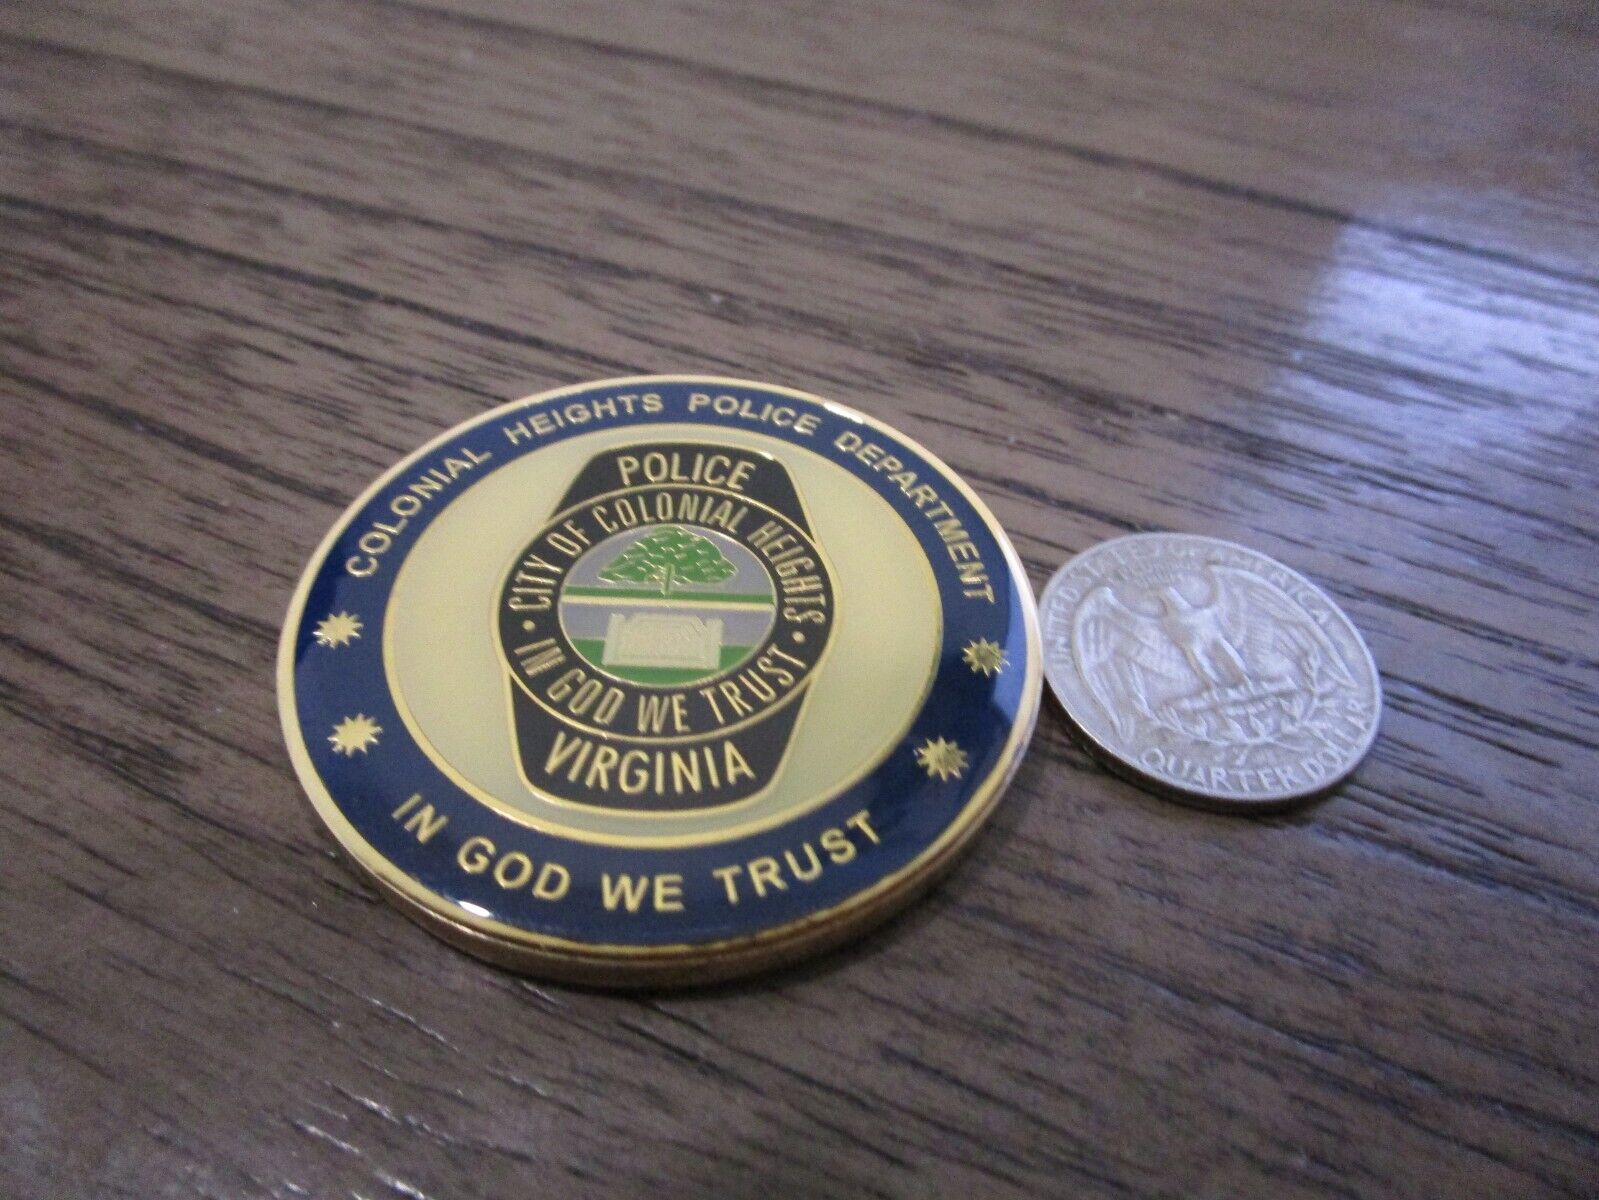 COLONIAL HEIGHTS POLICE DEPARTMENT
POLICE
CITY OF COLONIAL HEIGHTS
• IN GOD WE TRUST •
VIRGINIA
IN GOD WE TRUST
UNITED STATES OF AMERICA
QUARTER DOLLAR